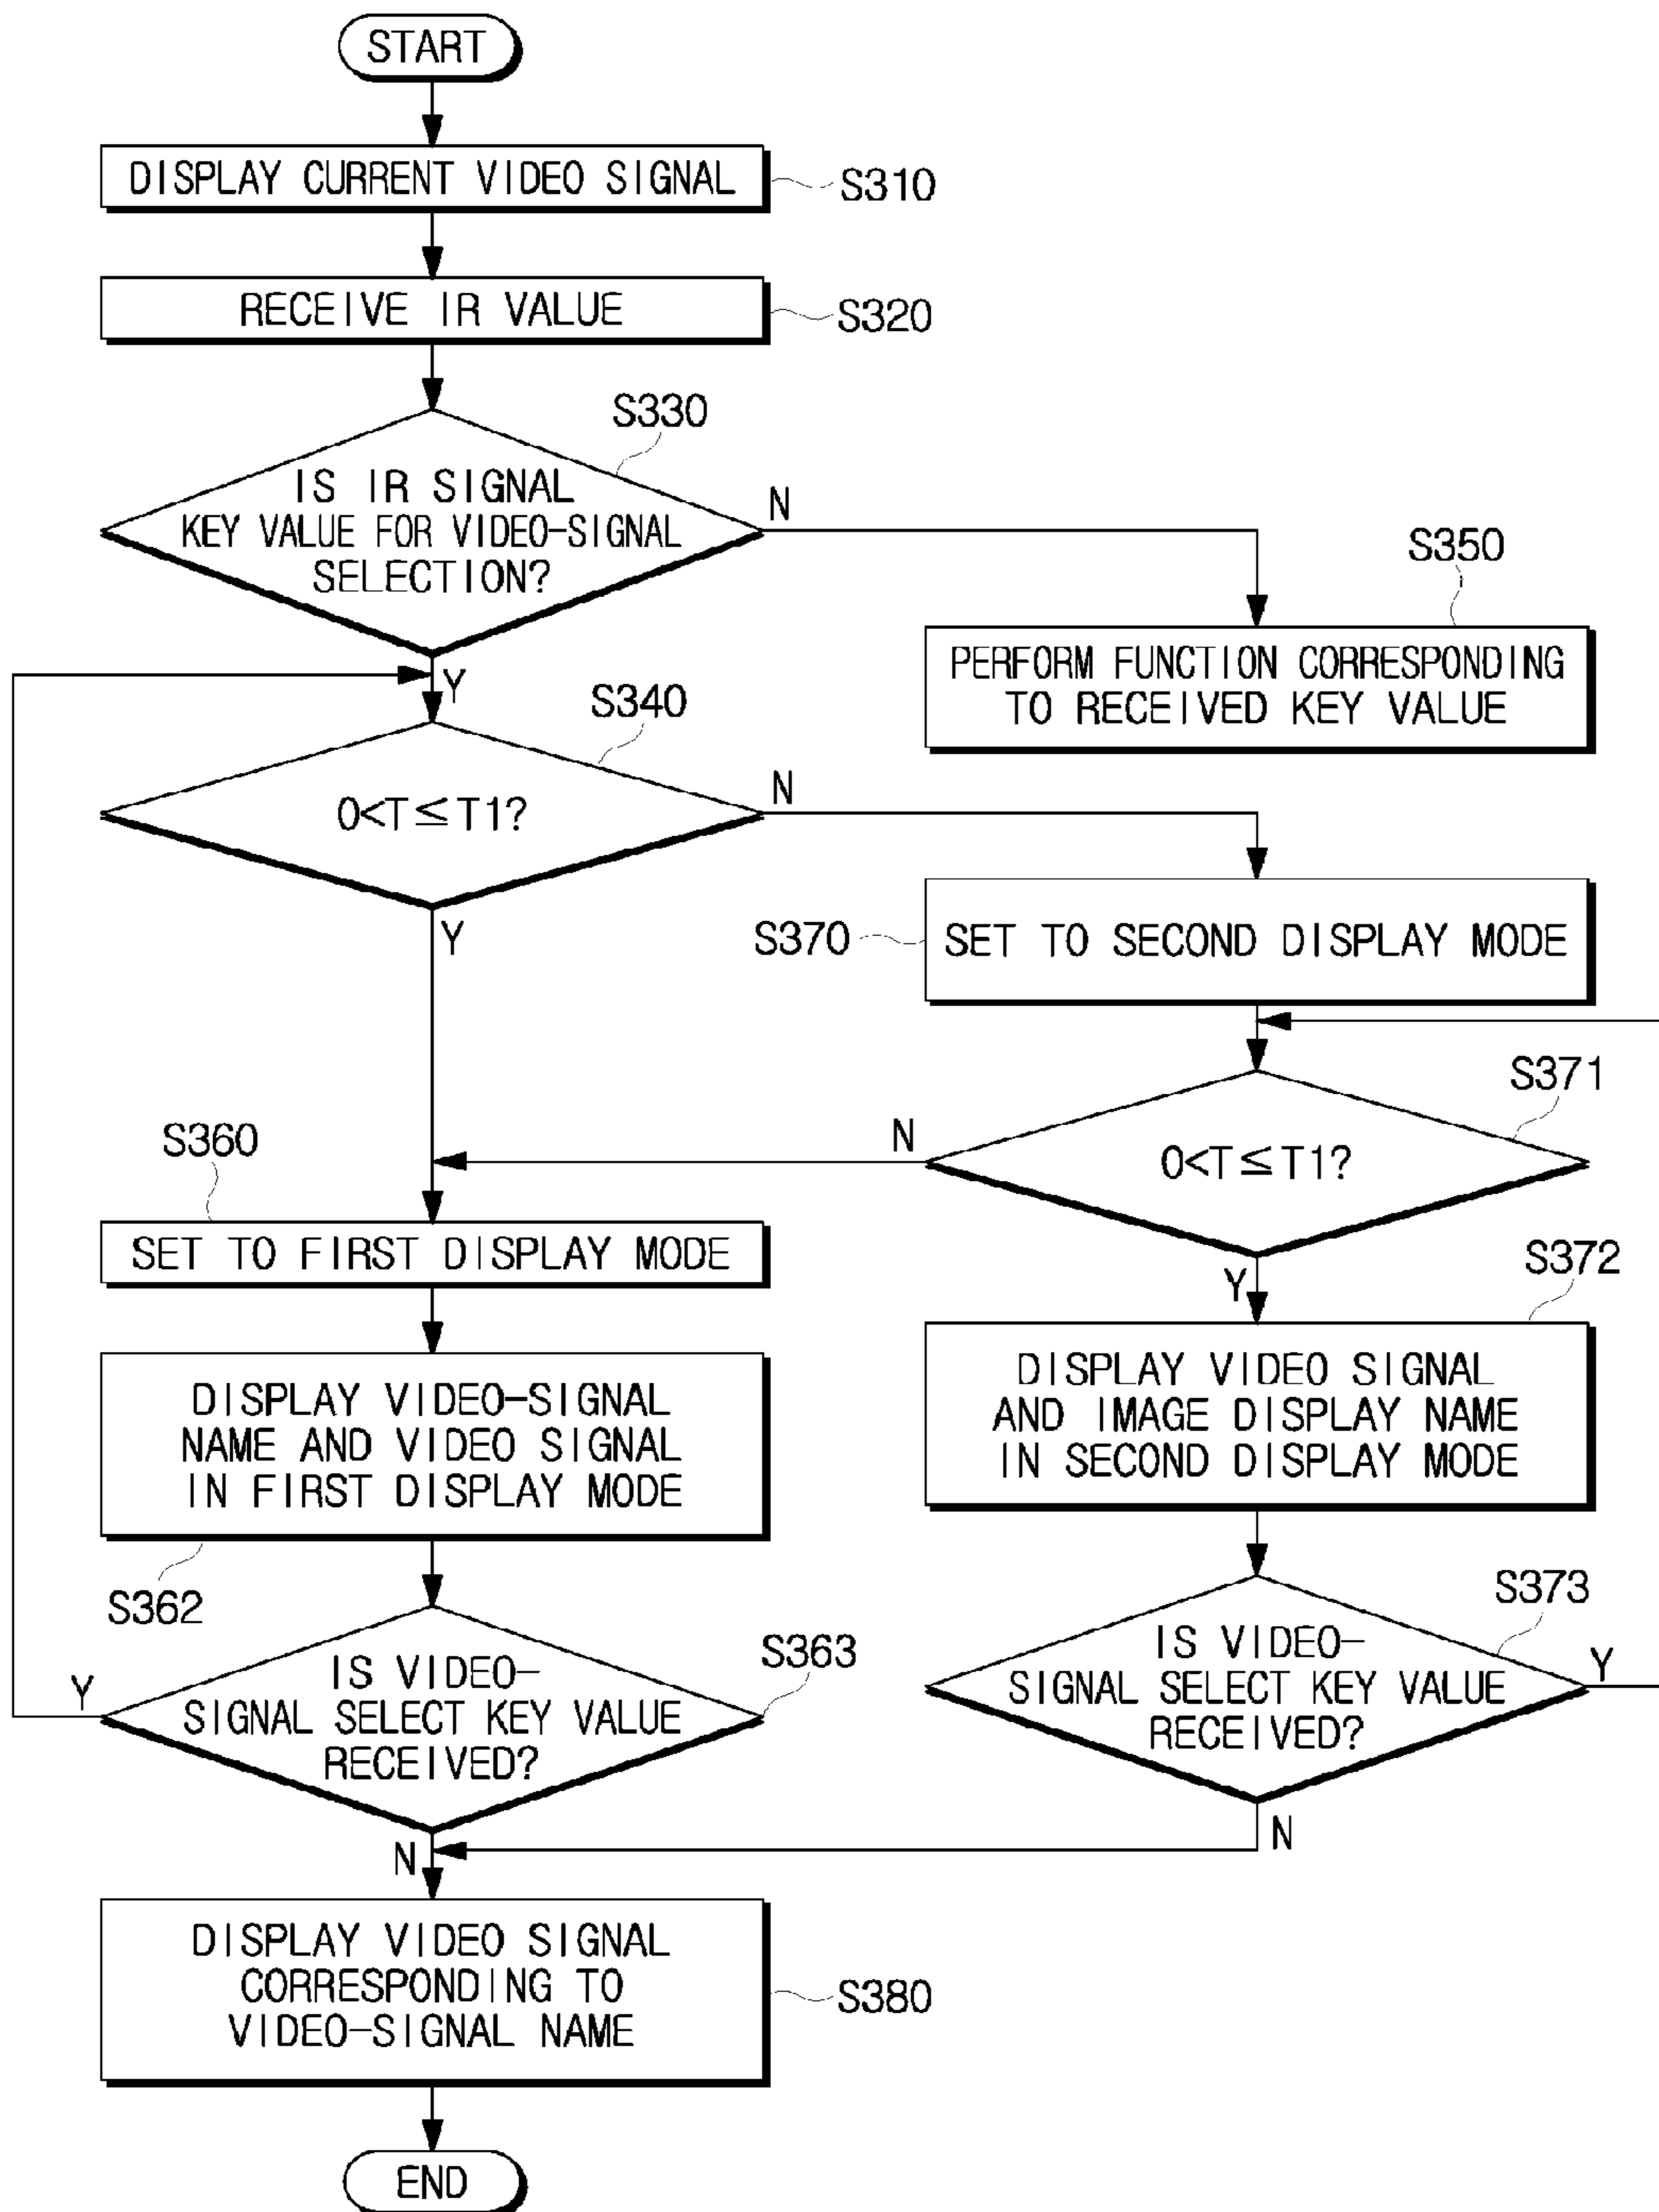 START
DISPLAY CURRENT VIDEO SIGNAL
S310
RECEIVE IR VALUE
S320
S330
IS IR SIGNAL
KEY VALUE FOR VIDEO-SIGNAL
SELECTION?
N
Y
S350
PERFORM FUNCTION CORRESPONDING
TO RECEIVED KEY VALUE
S340
0<T≦T1?
N
Y
S370
SET TO SECOND DISPLAY MODE
S371
0<T≦T1?
N
Y
S360
SET TO FIRST DISPLAY MODE
S372
DISPLAY VIDEO SIGNAL
AND IMAGE DISPLAY NAME
IN SECOND DISPLAY MODE
DISPLAY VIDEO-SIGNAL
NAME AND VIDEO SIGNAL
IN FIRST DISPLAY MODE
S362
S363
IS VIDEO-
SIGNAL SELECT KEY VALUE
RECEIVED?
Y
N
S373
IS VIDEO-
SIGNAL SELECT KEY VALUE
RECEIVED?
Y
N
DISPLAY VIDEO SIGNAL
CORRESPONDING TO
VIDEO-SIGNAL NAME
S380
END